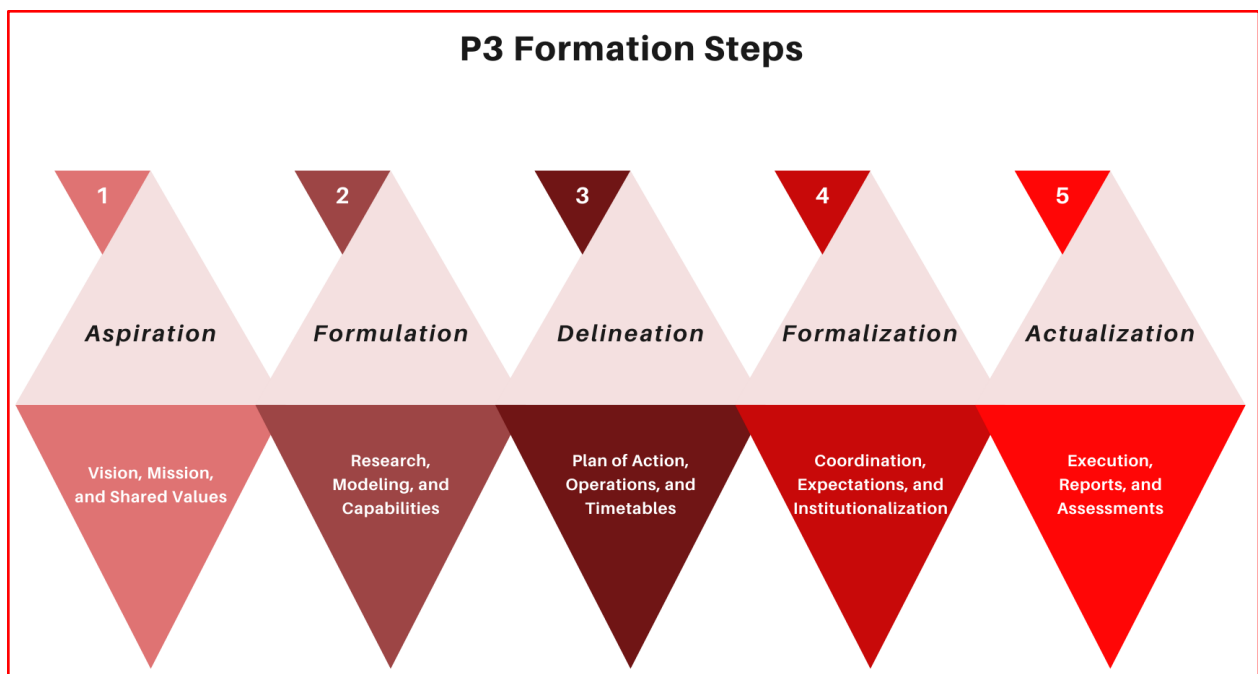 P3 Formation Steps
1
2
3
4
5
Aspiration
Formulation
Delineation
Formalization
Actualization
Vision, Mission,
and Shared Values
Research,
Modeling, and
Capabilities
Plan of Action,
Operations, and
Timetables
Coordination,
Expectations, and
Institutionalization
Execution,
Reports, and
Assessments